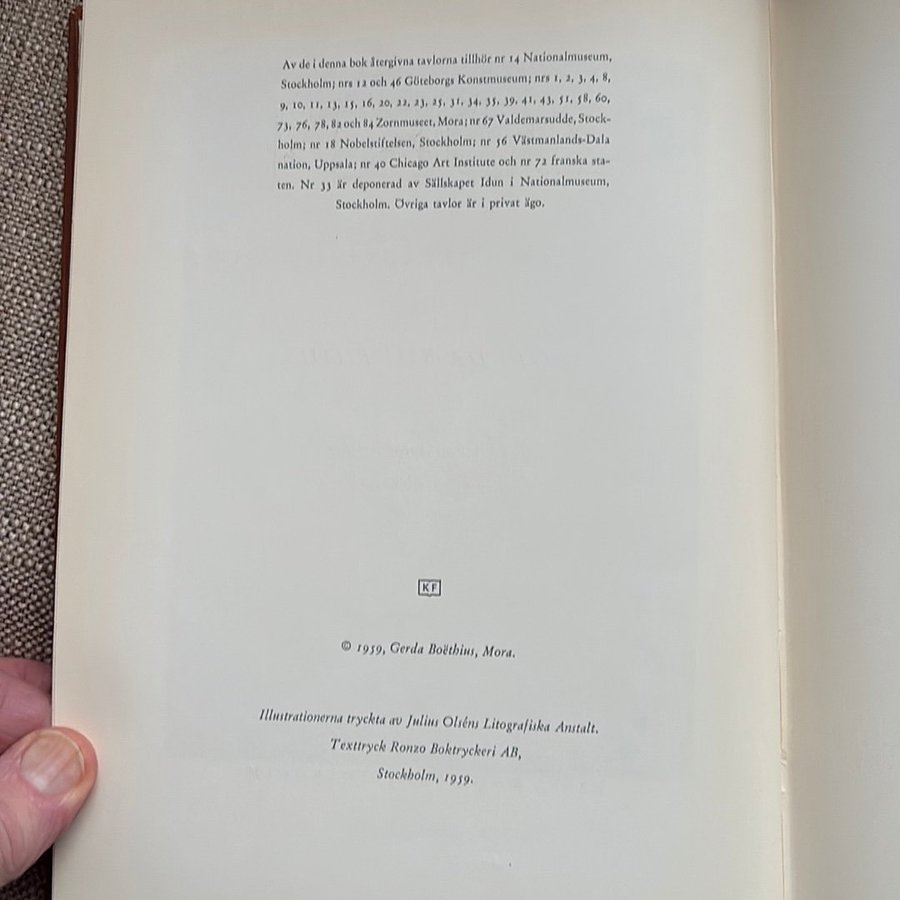 Av de i denna bok återgivna tavlorna tillhör nr 14 Nationalmuseum,
Stockholm; nrs 12 och 46 Göteborgs Konstmuseum; nrs 1, 2, 3, 4, 8,
9, 10, 11, 13, 15, 16, 20, 22, 23, 25, 31, 34, 35, 39, 41, 43, 51, 58, 60,
73, 76, 78, 82 och 84 Zornmuseet, Mora; nr 67 Valdemarsudde, Stock-
holm; nr 18 Nobelstiftelsen, Stockholm; nr 56 Västmanlands-Dala
nation, Uppsala; nr 40 Chicago Art Institute och nr 72 franska sta-
ten. Nr 33 är deponerad av Sällskapet Idun i Nationalmuseum,
Stockholm. Övriga tavlor är i privat ägo.
KF
© 1959, Gerda Boëthius, Mora.
Illustrationerna tryckta av Julius Olséns Litografiska Anstalt.
Texttryck Ronzo Boktryckeri AB,
Stockholm, 1959.